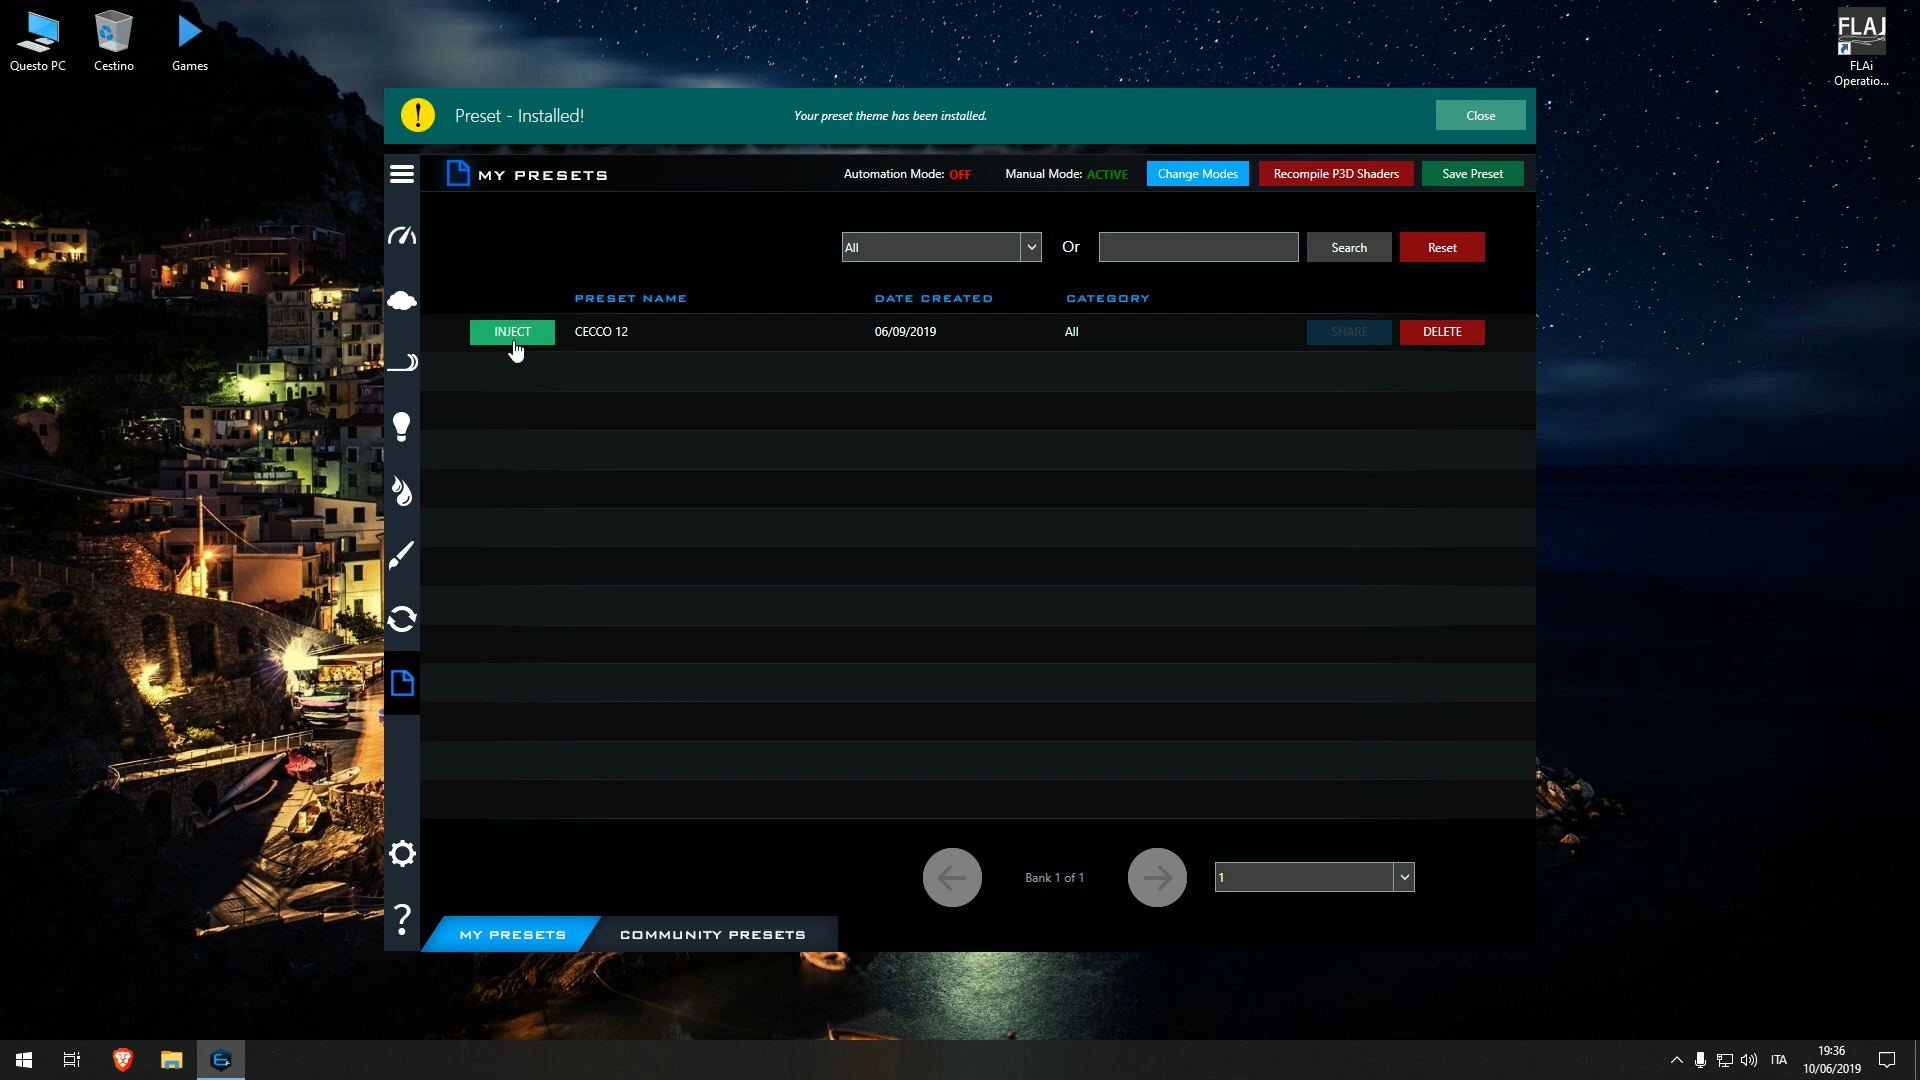 Questo PC
Cestino
Games
FLAi
FLAi
Operatio...
! Preset - Installed!
Your preset theme has been installed.
Close
MY PRESETS
Automation Mode: OFF
Manual Mode: ACTIVE
Change Modes
Recompile P3D Shaders
Save Preset
All
Or
Search
Reset
PRESET NAME
DATE CREATED
CATEGORY
INJECT
CECCO 12
06/09/2019
All
SHARE
DELETE
Bank 1 of 1
1
?
MY PRESETS
COMMUNITY PRESETS
ITA
19:36
10/06/2019